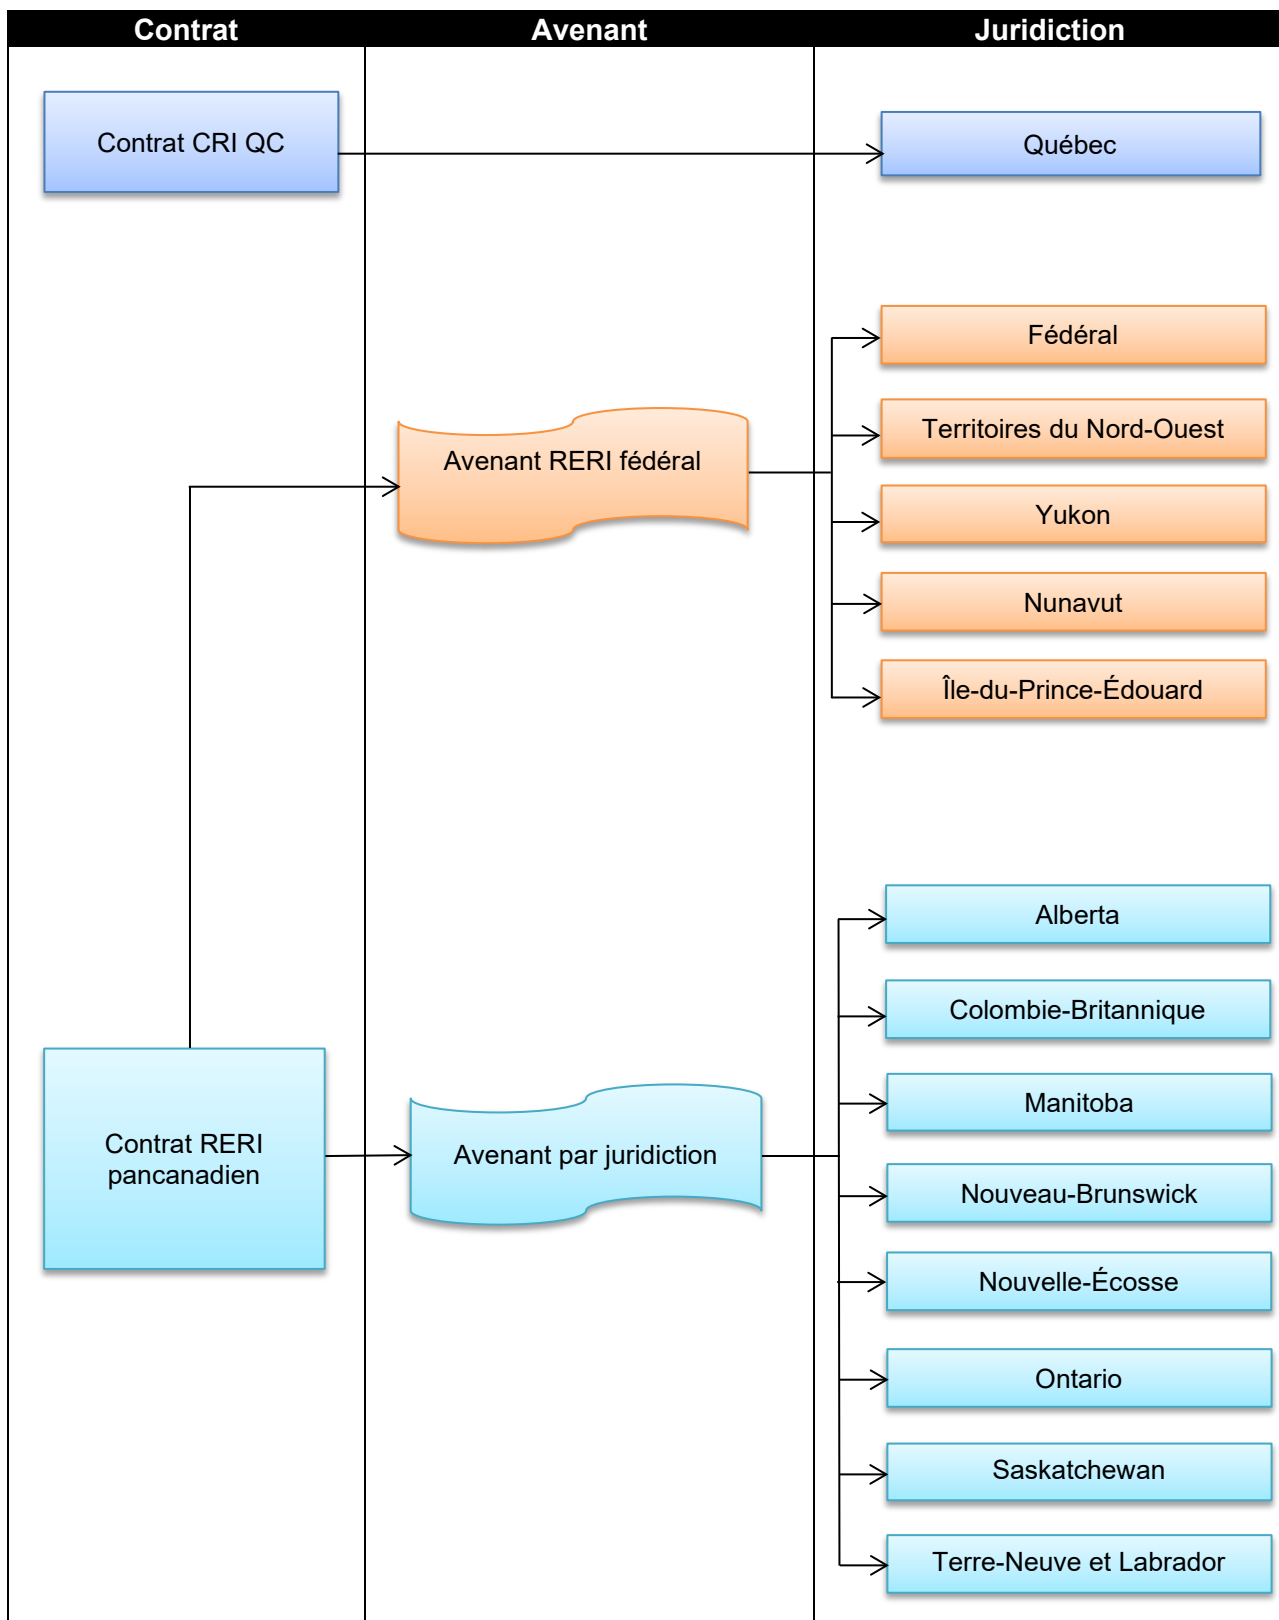 Contrat
Avenant
Juridiction
Contrat CRI QC
Québec
Fédéral
Territoires du Nord-Ouest
Avenant RERI fédéral
Yukon
Nunavut
Île-du-Prince-Édouard
Alberta
Colombie-Britannique
Manitoba
Contrat RERI
pancanadien
Avenant par juridiction
Nouveau-Brunswick
Nouvelle-Écosse
Ontario
Saskatchewan
Terre-Neuve et Labrador